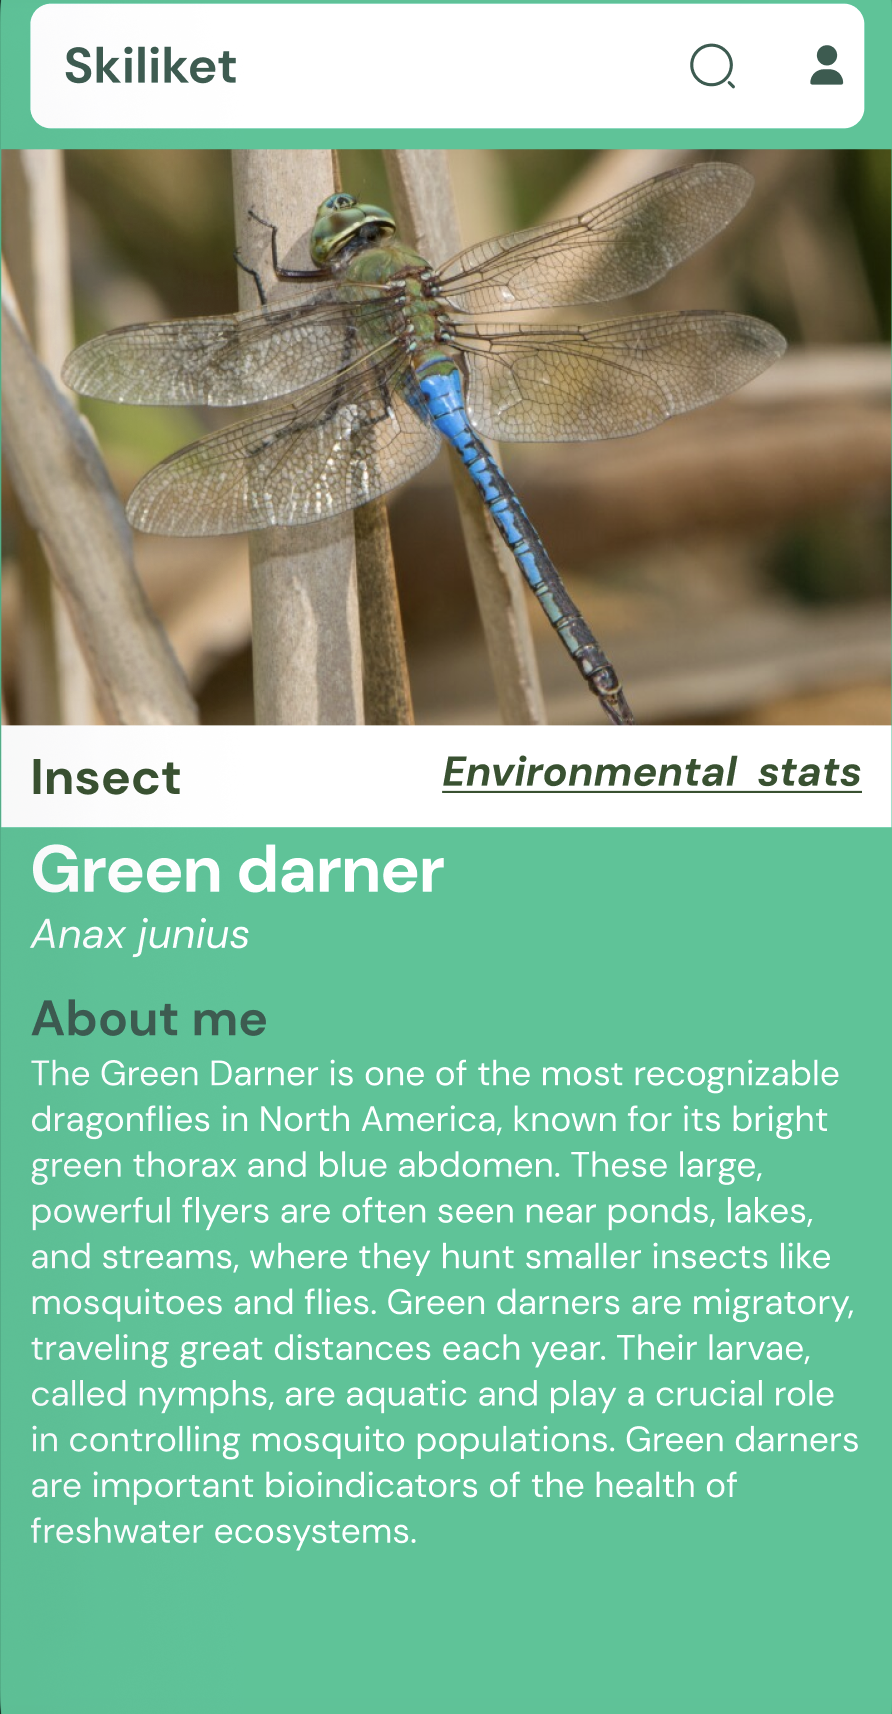 Skiliket
Insect
Environmental stats
Green darner
Anax junius
About me
The Green Darner is one of the most recognizable
dragonflies in North America, known for its bright
green thorax and blue abdomen. These large,
powerful flyers are often seen near ponds, lakes,
and streams, where they hunt smaller insects like
mosquitoes and flies. Green darners are migratory,
traveling great distances each year. Their larvae,
called nymphs, are aquatic and play a crucial role
in controlling mosquito populations. Green darners
are important bioindicators of the health of
freshwater ecosystems.